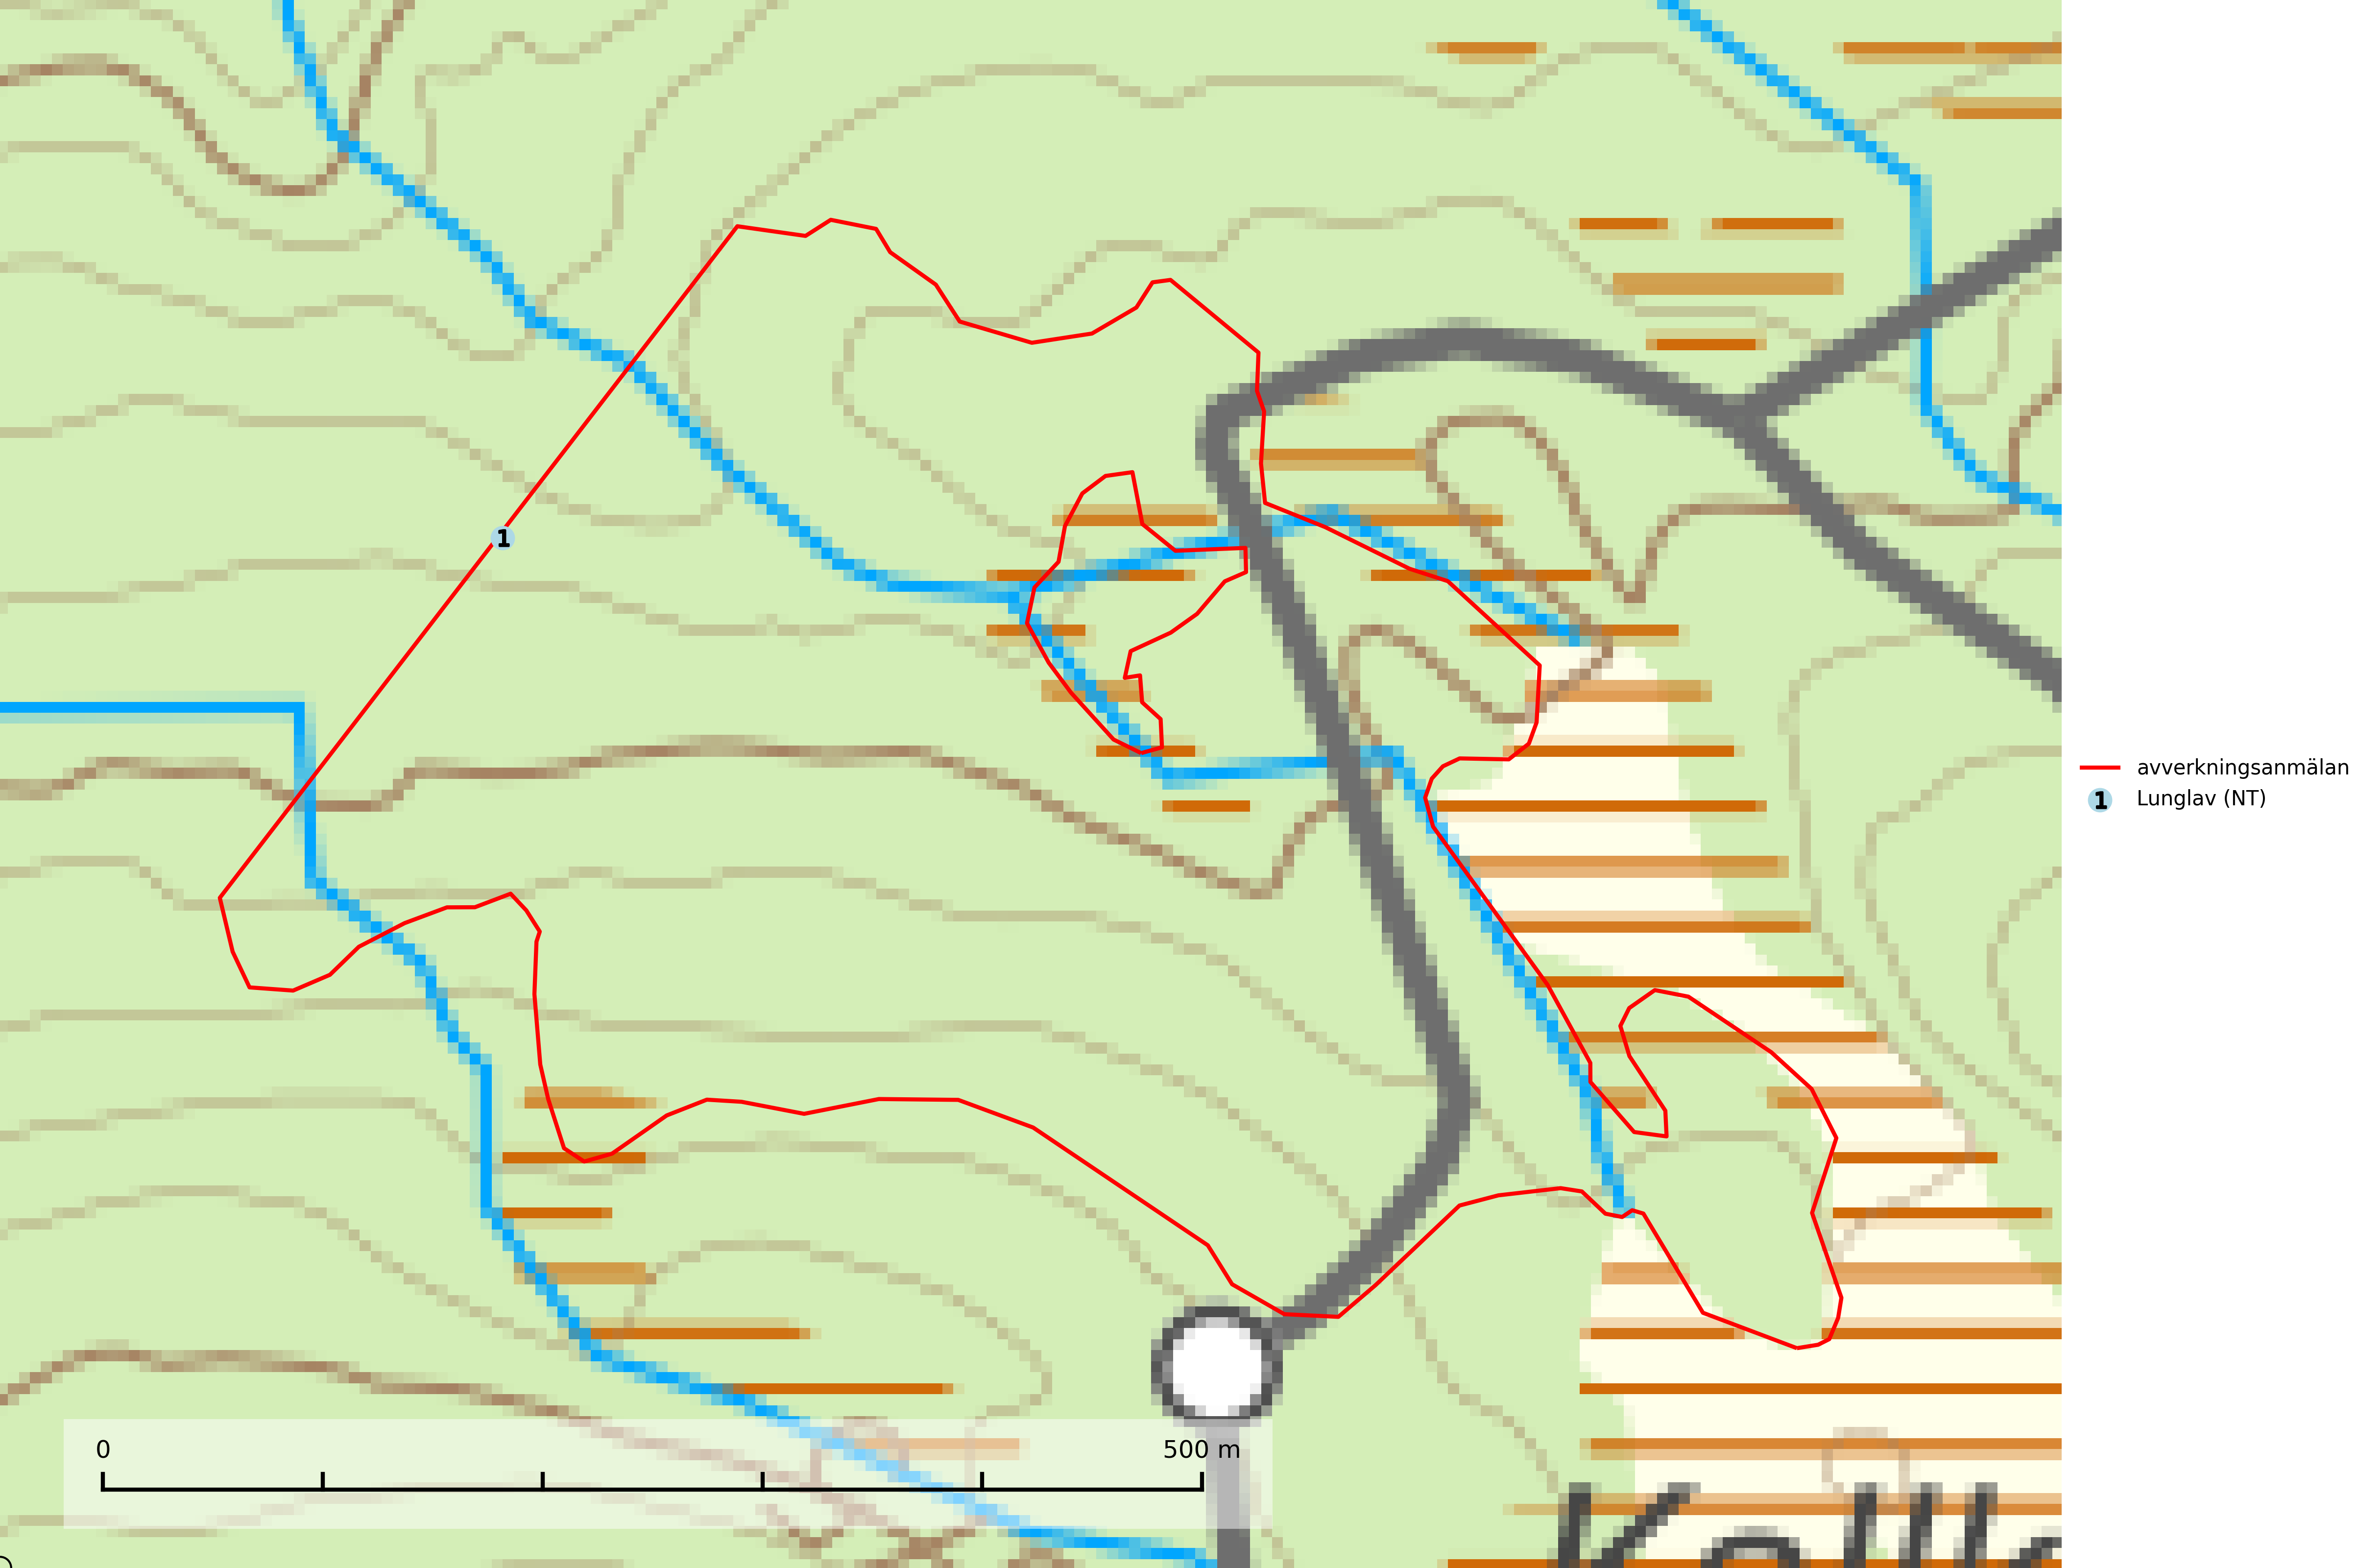 1
avverkningsanmälan
1 Lunglav (NT)
0 500 m